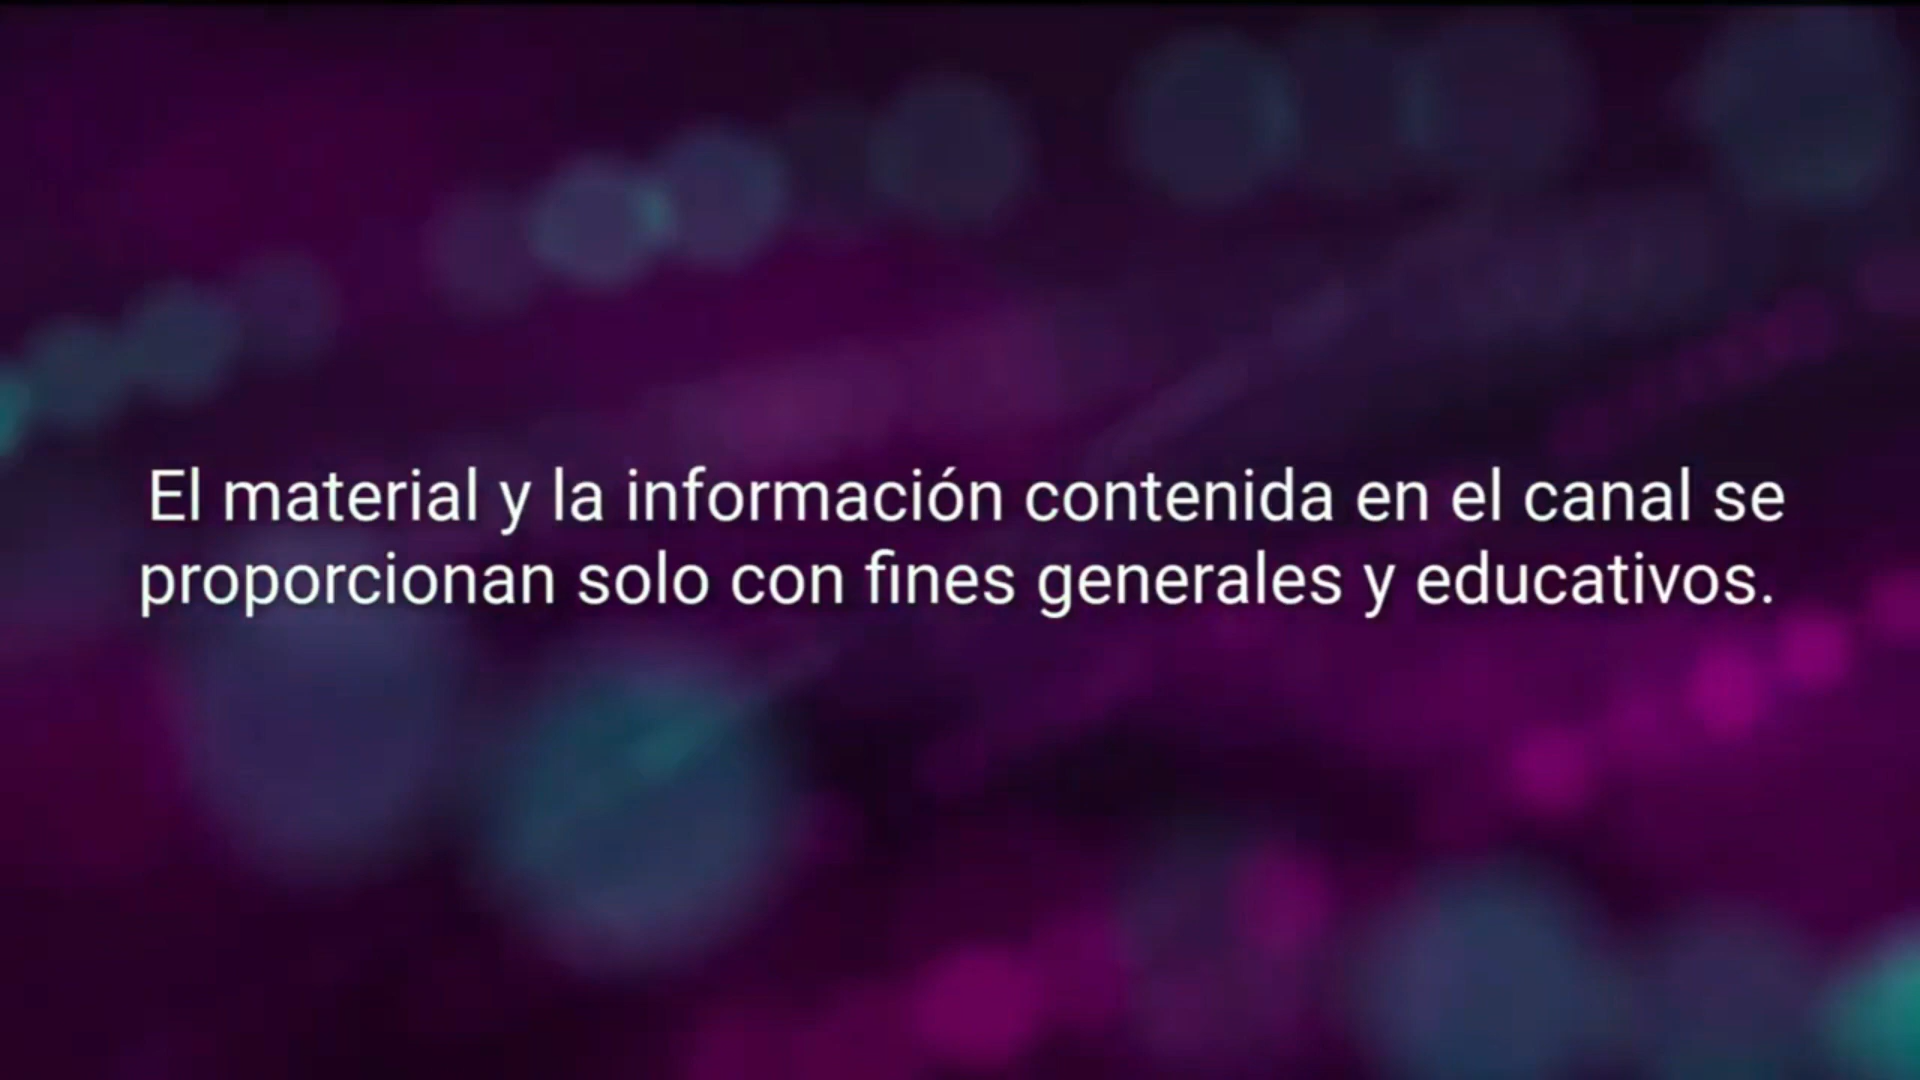 El material y la información contenida en el canal se
proporcionan solo con fines generales y educativos.